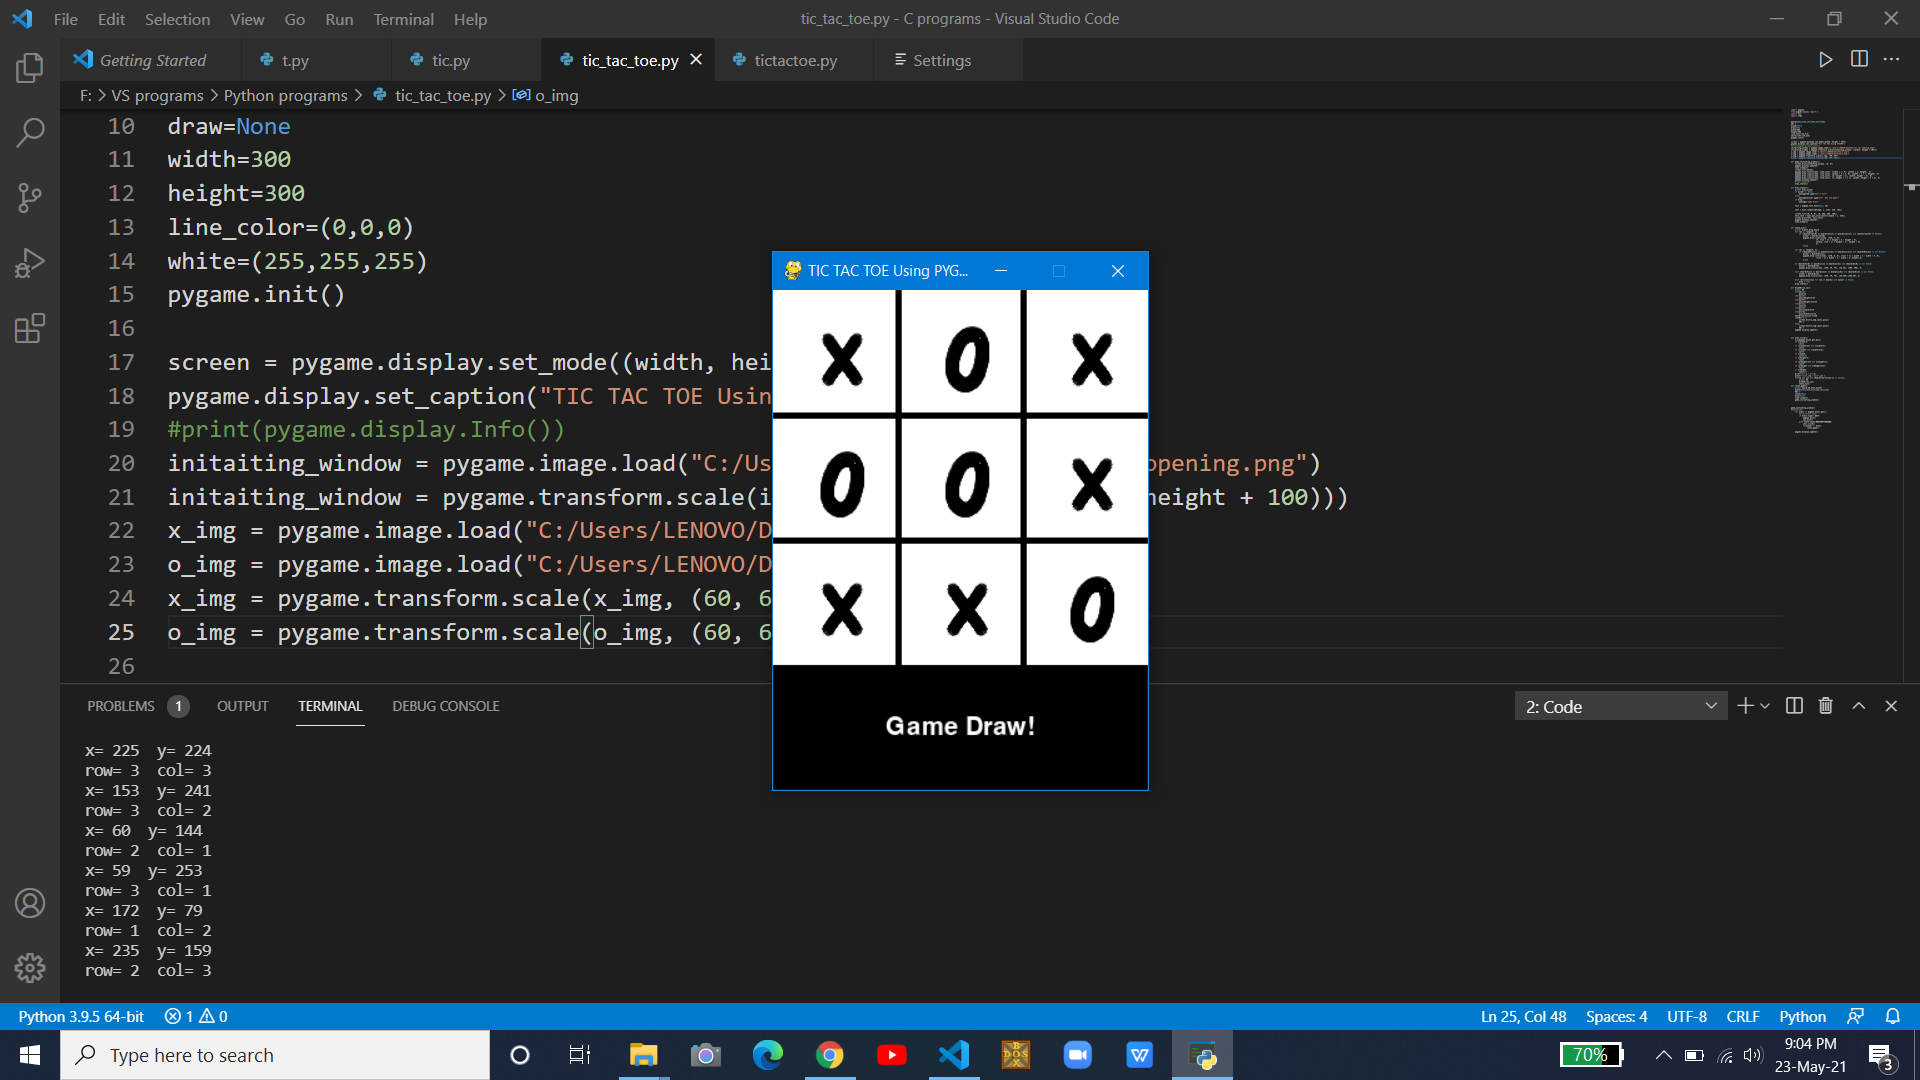 File Edit Selection View Go Run Terminal Help
tic_tac_toe.py - C programs - Visual Studio Code
Getting Started t.py tic.py tic_tac_toe.py tictactoe.py Settings
F: > VS programs > Python programs > tic_tac_toe.py > o_img
10 draw=None
11 width=300
12 height=300
13 line_color=(0,0,0)
14 white=(255,255,255)
15 pygame.init()
16
17 screen = pygame.display.set_mode((width, hei
18 pygame.display.set_caption("TIC TAC TOE Usin
19 #print(pygame.display.Info())
20 initaiting_window = pygame.image.load("C:/Us opening.png")
21 initaiting_window = pygame.transform.scale(i height + 100)))
22 x_img = pygame.image.load("C:/Users/LENOVO/D
23 o_img = pygame.image.load("C:/Users/LENOVO/D
24 x_img = pygame.transform.scale(x_img, (60, 6
25 o_img = pygame.transform.scale(o_img, (60, 6
26
TIC TAC TOE Using PYG...
X O X
O O X
X X O
Game Draw!
PROBLEMS 1 OUTPUT TERMINAL DEBUG CONSOLE
2: Code
x= 225 y= 224
row= 3 col= 3
x= 153 y= 241
row= 3 col= 2
x= 60 y= 144
row= 2 col= 1
x= 59 y= 253
row= 3 col= 1
x= 172 y= 79
row= 1 col= 2
x= 235 y= 159
row= 2 col= 3
Python 3.9.5 64-bit 1 0
Ln 25, Col 48 Spaces: 4 UTF-8 CRLF Python
Type here to search
DOS
70%
9:04 PM
23-May-21
3